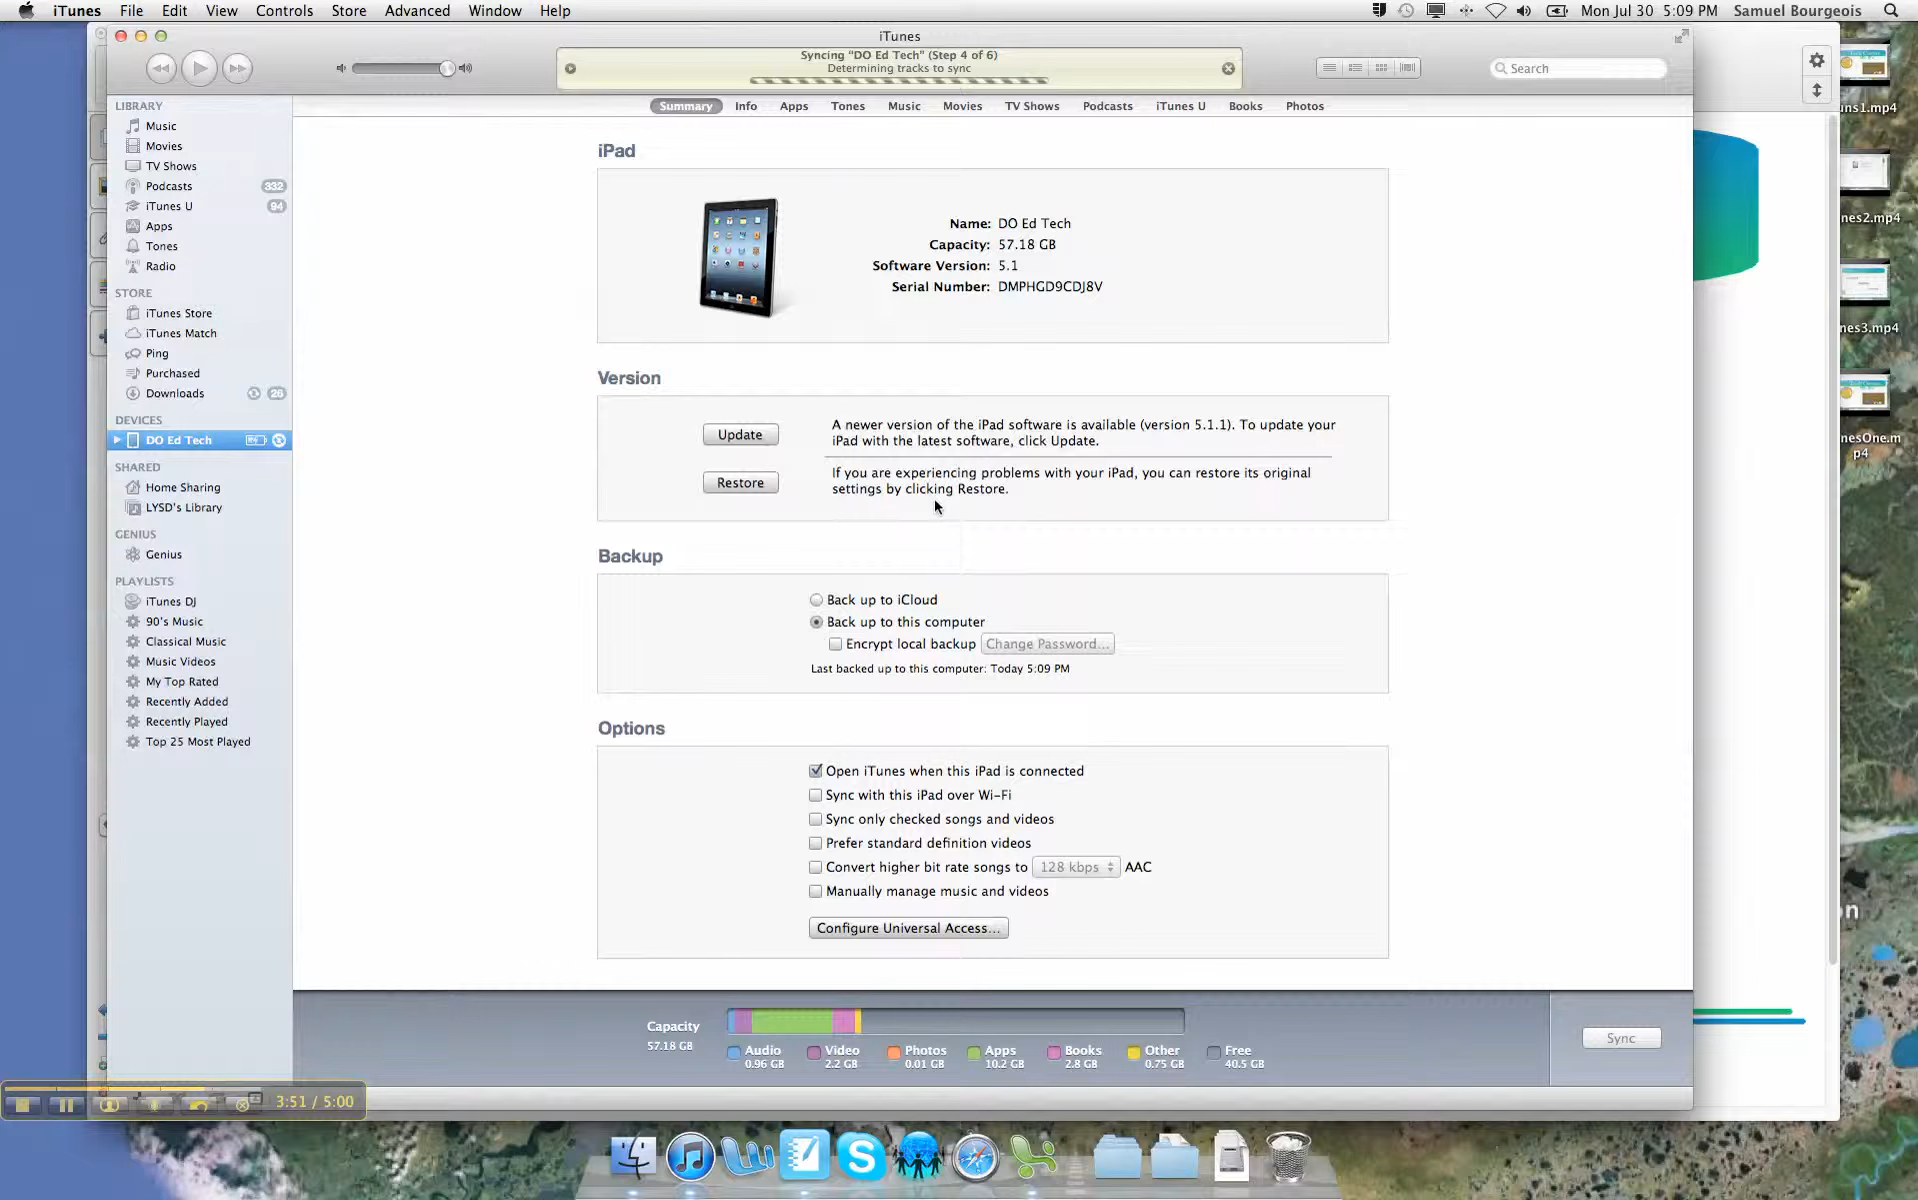 iTunes File Edit View Controls Store Advanced Window Help
Mon Jul 30 5:09 PM Samuel Bourgeois
iTunes
Syncing "DO Ed Tech" (Step 4 of 6)
Determining tracks to sync
Search
Summary Info Apps Tones Music Movies TV Shows Podcasts iTunes U Books Photos
LIBRARY
Music
Movies
TV Shows
Podcasts 332
iTunes U 94
Apps
Tones
Radio
STORE
iTunes Store
iTunes Match
Ping
Purchased
Downloads 26
DEVICES
DO Ed Tech
SHARED
Home Sharing
LYSD's Library
GENIUS
Genius
PLAYLISTS
iTunes DJ
90's Music
Classical Music
Music Videos
My Top Rated
Recently Added
Recently Played
Top 25 Most Played
iPad
Name: DO Ed Tech
Capacity: 57.18 GB
Software Version: 5.1
Serial Number: DMPHGD9CDJ8V
Version
Update
A newer version of the iPad software is available (version 5.1.1). To update your
iPad with the latest software, click Update.
Restore
If you are experiencing problems with your iPad, you can restore its original
settings by clicking Restore.
Backup
Back up to iCloud
Back up to this computer
Encrypt local backup Change Password...
Last backed up to this computer: Today 5:09 PM
Options
Open iTunes when this iPad is connected
Sync with this iPad over Wi-Fi
Sync only checked songs and videos
Prefer standard definition videos
Convert higher bit rate songs to 128 kbps AAC
Manually manage music and videos
Configure Universal Access...
Capacity
57.18 GB
Audio
0.96 GB
Video
2.2 GB
Photos
0.01 GB
Apps
10.2 GB
Books
2.8 GB
Other
0.75 GB
Free
40.5 GB
Sync
3:51 / 5:00
uns1.mp4
nes2.mp4
nes3.mp4
nesOne.m
p4
on